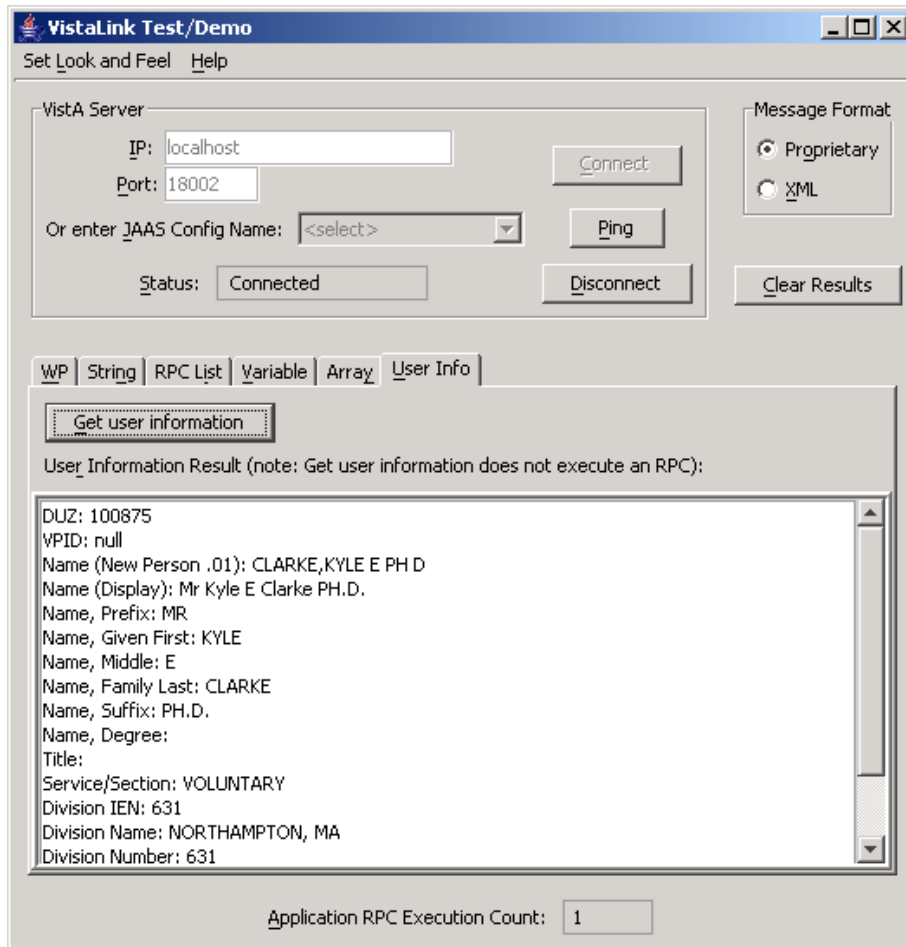 VistaLink Test/Demo
Set Look and Feel Help
VistA Server
IP: localhost
Port: 18002
Connect
Or enter JAAS Config Name: <select>
Ping
Status: Connected
Disconnect
Message Format
Proprietary
XML
Clear Results
WP String RPC List Variable Array User Info
Get user information
User Information Result (note: Get user information does not execute an RPC):
DUZ: 100875
VPID: null
Name (New Person .01): CLARKE,KYLE E PH D
Name (Display): Mr Kyle E Clarke PH.D.
Name, Prefix: MR
Name, Given First: KYLE
Name, Middle: E
Name, Family Last: CLARKE
Name, Suffix: PH.D.
Name, Degree:
Title:
Service/Section: VOLUNTARY
Division IEN: 631
Division Name: NORTHAMPTON, MA
Division Number: 631
Application RPC Execution Count: 1